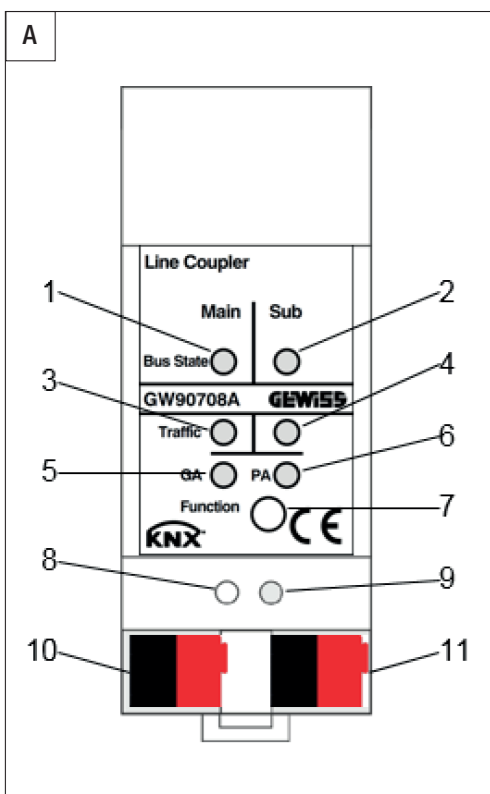 A
Line Coupler
Main Sub
1 2
Bus State
3 4
GW90708A GEWISS
Traffic
5 6
GA PA
Function 7
KNX CE
8 9
10 11